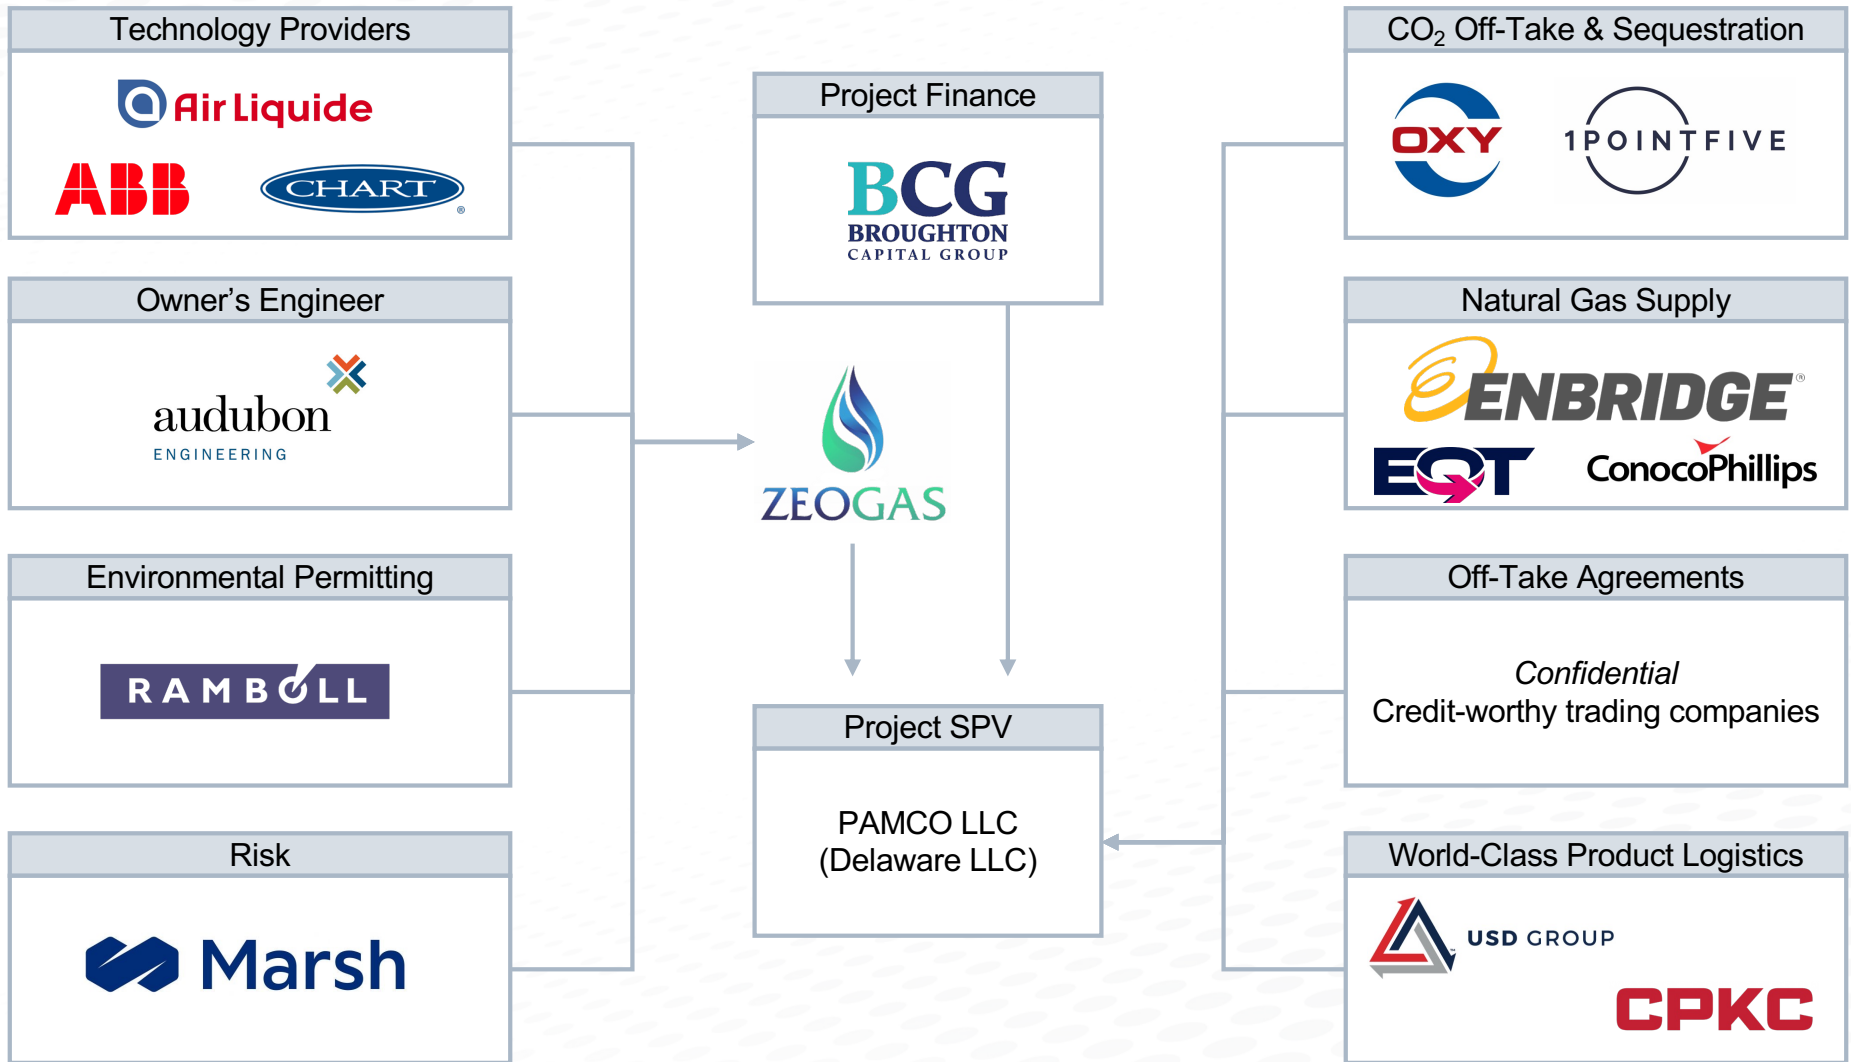 Technology Providers
Air Liquide
ABB
CHART®
Owner’s Engineer
audubon
ENGINEERING
Environmental Permitting
RAMBOLL
Risk
Marsh
Project Finance
BCG
BROUGHTON
CAPITAL GROUP
ZEOGAS
Project SPV
PAMCO LLC
(Delaware LLC)
CO₂ Off-Take & Sequestration
OXY
1POINTFIVE
Natural Gas Supply
ENBRIDGE®
EQT
ConocoPhillips
Off-Take Agreements
Confidential
Credit-worthy trading companies
World-Class Product Logistics
USD GROUP
CPKC